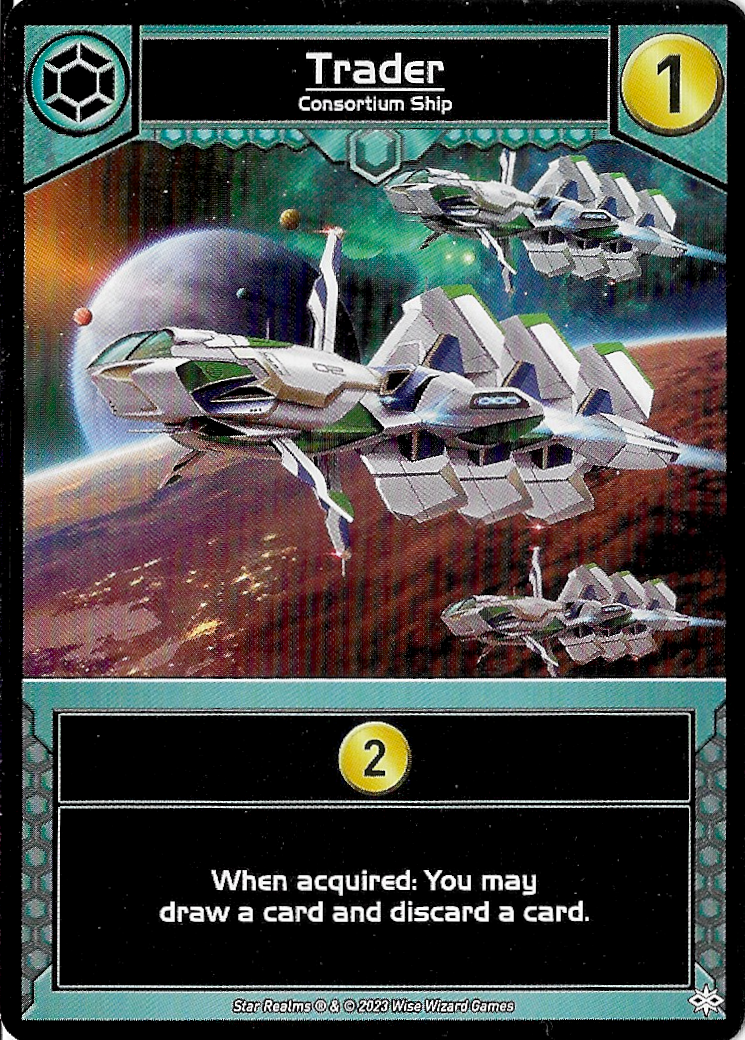 Trader
Consortium Ship
1
2
When acquired: You may
draw a card and discard a card.
Star Realms ® & © 2023 Wise Wizard Games